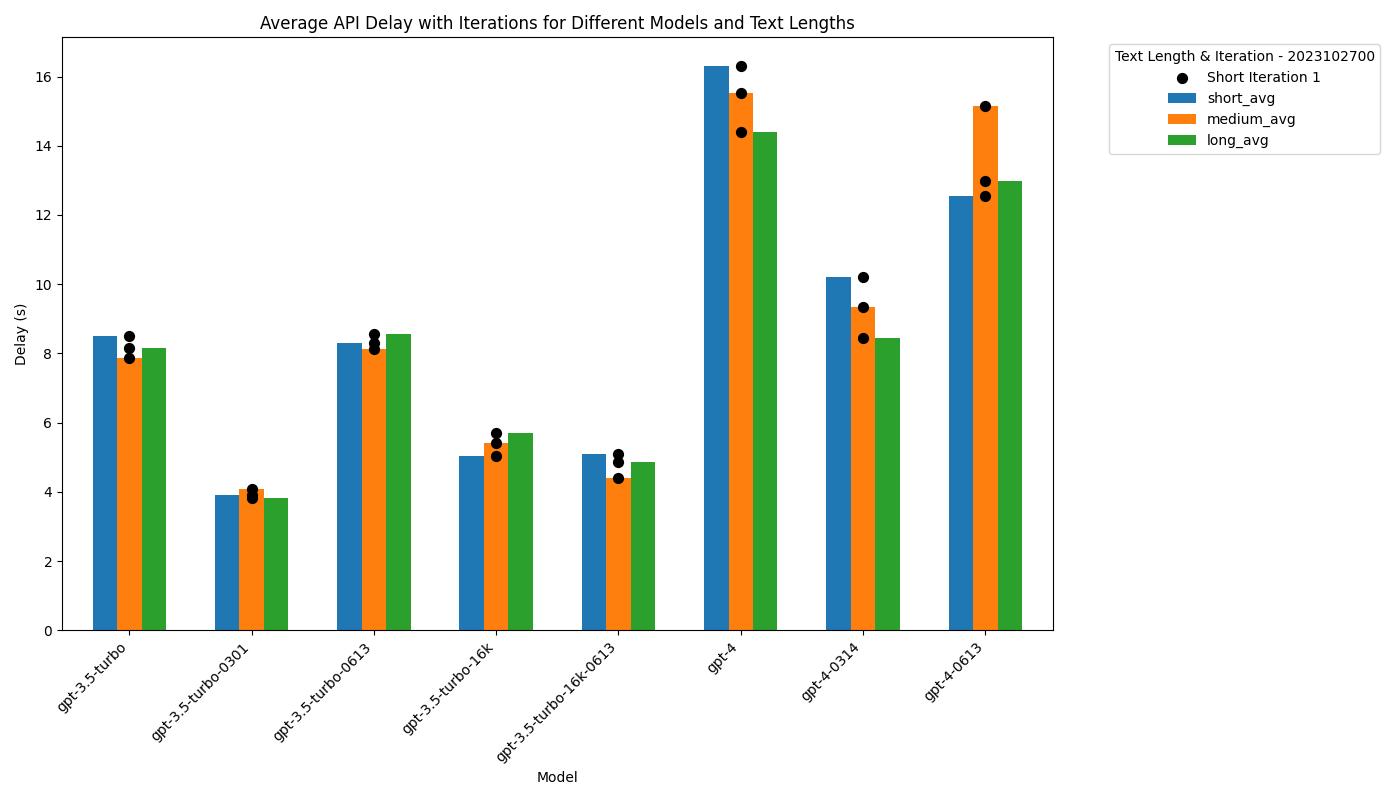 Average API Delay with Iterations for Different Models and Text Lengths
Text Length & Iteration - 2023102700
Short Iteration 1
short_avg
medium_avg
long_avg
Delay (s)
16
14
12
10
8
6
4
2
0
gpt-3.5-turbo
gpt-3.5-turbo-0301
gpt-3.5-turbo-0613
gpt-3.5-turbo-16k
gpt-3.5-turbo-16k-0613
gpt-4
gpt-4-0314
gpt-4-0613
Model